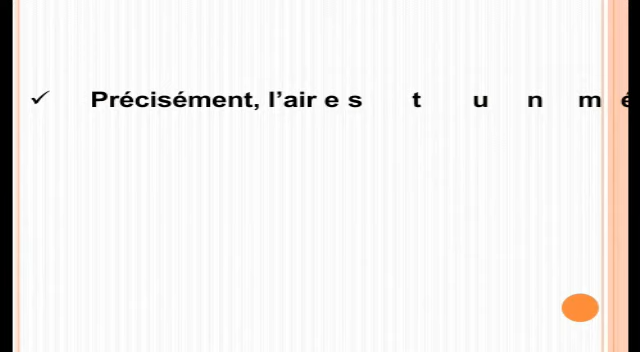 ✓ Précisément, l’air e s t u n m é